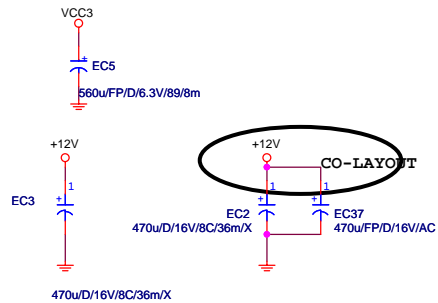 VCC3
+
EC5
560u/FP/D/6.3V/89/8m
+12V
1
+
EC3
470u/D/16V/8C/36m/X
+12V
CO-LAYOUT
1
1
+
+
EC2
EC37
470u/D/16V/8C/36m/X
470u/FP/D/16V/AC